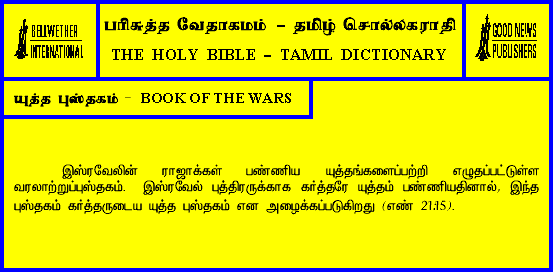 BELLWETHER
INTERNATIONAL
பரிசுத்த வேதாகமம் – தமிழ் சொல்லகராதி
THE HOLY BIBLE – TAMIL DICTIONARY
GOOD NEWS
PUBLISHERS
யுத்த புஸ்தகம் - BOOK OF THE WARS
இஸ்ரவேலின் ராஜாக்கள் பண்ணிய யுத்தங்களைப்பற்றி எழுதப்பட்டுள்ள
வரலாற்றுப்புஸ்தகம். இஸ்ரவேல் புத்திரருக்காக கர்த்தரே யுத்தம் பண்ணியதினால், இந்த
புஸ்தகம் கர்த்தருடைய யுத்த புஸ்தகம் என அழைக்கப்படுகிறது (எண் 21:15).